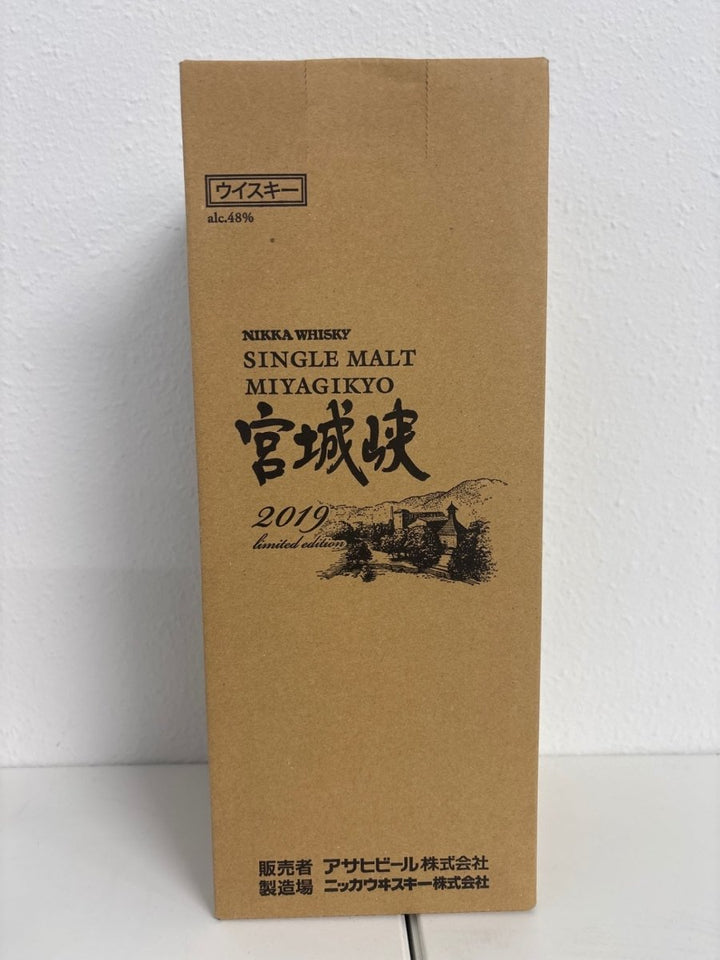 ウイスキー
alc.48%
NIKKA WHISKY
SINGLE MALT
MIYAGIKYO
宮城峡
2019
limited edition
販売者 アサヒビール株式会社
製造場 ニッカウヰスキー株式会社